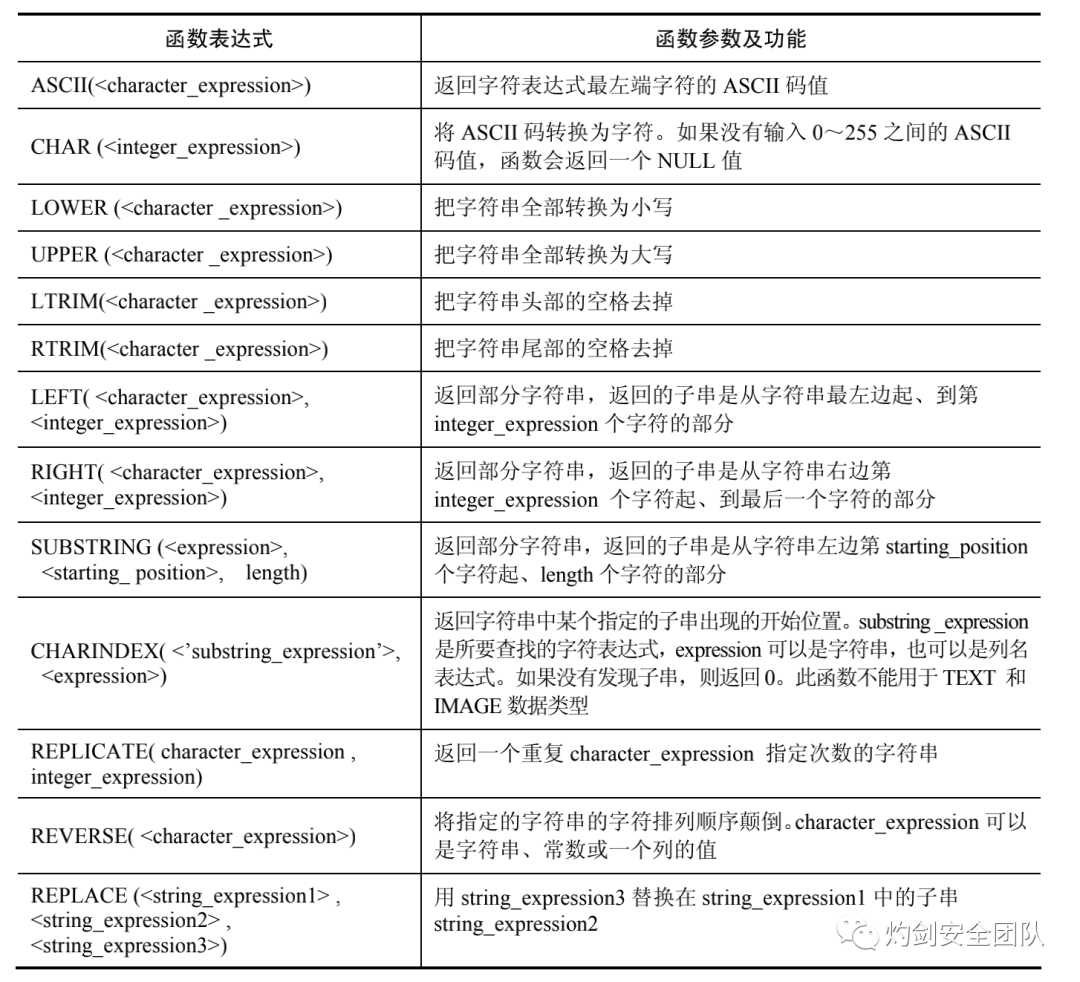 函数表达式
函数参数及功能
ASCII(<character_expression>)
返回字符表达式最左端字符的 ASCII 码值
CHAR (<integer_expression>)
将 ASCII 码转换为字符。如果没有输入 0～255 之间的 ASCII
码值，函数会返回一个 NULL 值
LOWER (<character _expression>)
把字符串全部转换为小写
UPPER (<character _expression>)
把字符串全部转换为大写
LTRIM(<character _expression>)
把字符串头部的空格去掉
RTRIM(<character _expression>)
把字符串尾部的空格去掉
LEFT( <character_expression>,
<integer_expression>)
返回部分字符串，返回的子串是从字符串最左边起、到第
integer_expression 个字符的部分
RIGHT( <character_expression>,
<integer_expression>)
返回部分字符串，返回的子串是从字符串右边第
integer_expression 个字符起、到最后一个字符的部分
SUBSTRING (<expression>,
<starting_ position>, length)
返回部分字符串，返回的子串是从字符串左边第 starting_position
个字符起、length 个字符的部分
CHARINDEX( <’substring_expression’>,
<expression>)
返回字符串中某个指定的子串出现的开始位置。substring _expression
是所要查找的字符表达式，expression 可以是字符串，也可以是列名
表达式。如果没有发现子串，则返回 0。此函数不能用于 TEXT 和
IMAGE 数据类型
REPLICATE( character_expression ,
integer_expression)
返回一个重复 character_expression 指定次数的字符串
REVERSE( <character_expression>)
将指定的字符串的字符排列顺序颠倒。character_expression 可以
是字符串、常数或一个列的值
REPLACE (<string_expression1> ,
<string_expression2> ,
<string_expression3>)
用 string_expression3 替换在 string_expression1 中的子串
string_expression2
灼剑安全团队